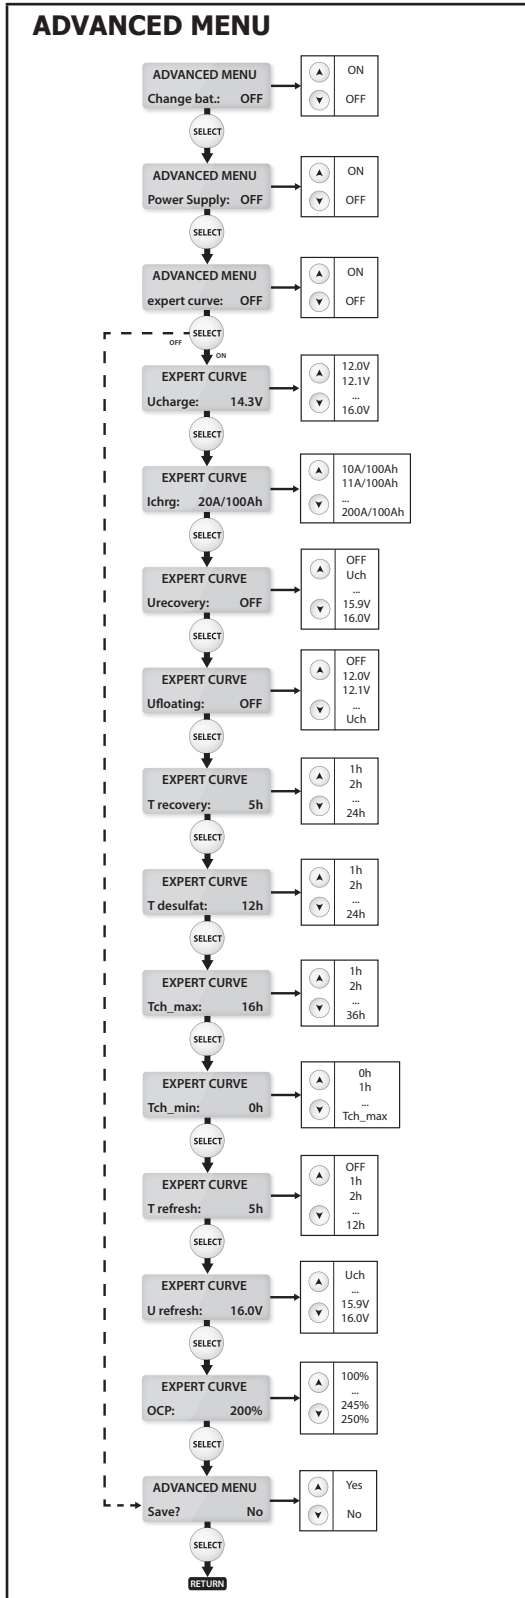 ADVANCED MENU
ADVANCED MENU
Change bat.: OFF
ON
OFF
SELECT
ADVANCED MENU
Power Supply: OFF
ON
OFF
SELECT
ADVANCED MENU
expert curve: OFF
ON
OFF
OFF
SELECT
ON
EXPERT CURVE
Ucharge: 14.3V
12.0V
12.1V
...
16.0V
SELECT
EXPERT CURVE
Ichrg: 20A/100Ah
10A/100Ah
11A/100Ah
...
200A/100Ah
SELECT
EXPERT CURVE
Urecovery: OFF
OFF
Uch
...
15.9V
16.0V
SELECT
EXPERT CURVE
Ufloating: OFF
OFF
12.0V
12.1V
...
Uch
SELECT
EXPERT CURVE
T recovery: 5h
1h
2h
...
24h
SELECT
EXPERT CURVE
T desulfat: 12h
1h
2h
...
24h
SELECT
EXPERT CURVE
Tch_max: 16h
1h
2h
...
36h
SELECT
EXPERT CURVE
Tch_min: 0h
0h
1h
...
Tch_max
SELECT
EXPERT CURVE
T refresh: 5h
OFF
1h
2h
...
12h
SELECT
EXPERT CURVE
U refresh: 16.0V
Uch
...
15.9V
16.0V
SELECT
EXPERT CURVE
OCP: 200%
100%
...
245%
250%
SELECT
ADVANCED MENU
Save? No
Yes
No
SELECT
RETURN